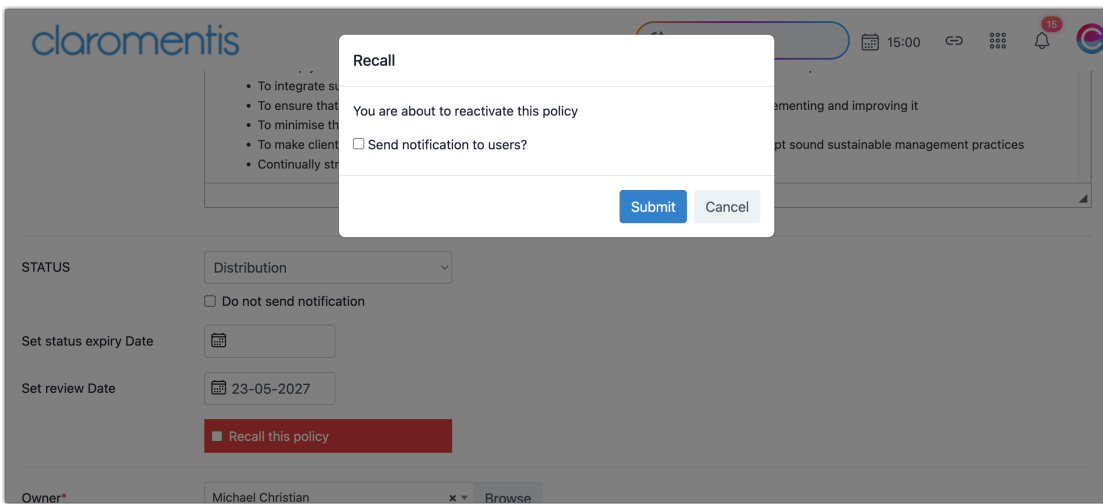 claromentis
15:00
15
Recall
You are about to reactivate this policy
Send notification to users?
Submit
Cancel
• To integrate su
• To ensure that
ementing and improving it
• To minimise th
• To make client
pt sound sustainable management practices
• Continually str
STATUS
Distribution
Do not send notification
Set status expiry Date
Set review Date
23-05-2027
Recall this policy
Owner*
Michael Christian
Browse